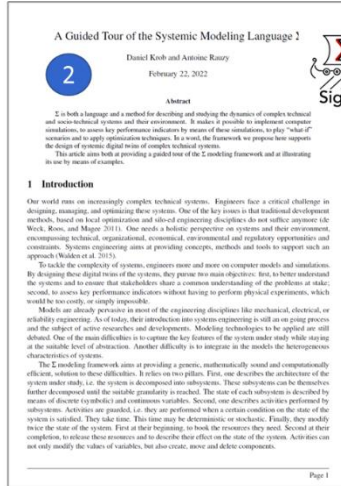 A Guided Tour of the Systemic Modeling Language Σ
Daniel Krob and Antoine Rauzy
2
February 22, 2022
Sig
Abstract
Σ is both a language and a method for describing and studying the dynamics of complex technical
and socio-technical systems and their environment. It makes it possible to implement computer
simulations, to assess key performance indicators by means of these simulations, to play "what if"
scenarios and to apply optimization techniques. In a word, the framework we propose here supports
the design of systemic digital twins of complex technical systems.
This article aims both at providing a guided tour of the Σ modeling framework and at illustrating
its use by means of examples.
1 Introduction
Our world runs on increasingly complex technical systems. Engineers face a critical challenge in
designing, managing, and optimizing these systems. One of the key issues is that traditional development
methods, based on local optimization and silo-ed engineering disciplines do not suffice anymore (de
Weck, Roos, and Magee 2011). One needs a holistic perspective on systems and their environment,
encompassing technical, organizational, economical, environmental and regulatory opportunities and
constraints. Systems engineering aims at providing concepts, methods and tools to support such an
approach (Walden et al. 2015).
To tackle the complexity of systems, engineers more and more on computer models and simulations.
By designing these digital twins of the systems, they pursue two main objectives: first, to better understand
the systems and to ensure that stakeholders share a common understanding of the problems at stake;
second, to assess key performance indicators without having to perform physical experiments, which
would be too costly, or simply impossible.
Models are already pervasive in most of the engineering disciplines like mechanical, electrical, or
reliability engineering. As of today, their introduction into systems engineering is still an on going process
and the subject of active researches and developments. Modeling technologies to be applied are still
debated. One of the main difficulties is to capture the key features of the system under study while staying
at the suitable level of abstraction. Another difficulty is to integrate in the models the heterogeneous
characteristics of systems.
The Σ modeling framework aims at providing a generic, mathematically sound and computationally
efficient, solution to these difficulties. It relies on two pillars. First, one describes the architecture of the
system under study, i.e. the system is decomposed into subsystems. These subsystems can be themselves
further decomposed until the suitable granularity is reached. The state of each subsystem is described by
means of discrete (symbolic) and continuous variables. Second, one describes activities performed by
subsystems. Activities are guarded, i.e. they are performed when a certain condition on the state of the
system is satisfied. They take time. This time may be deterministic or stochastic. Finally, they modify
twice the state of the system. First at their beginning, to book the resources they need. Second at their
completion, to release these resources and to describe their effect on the state of the system. Activities can
not only modify the values of variables, but also create, move and delete components.
Page 1